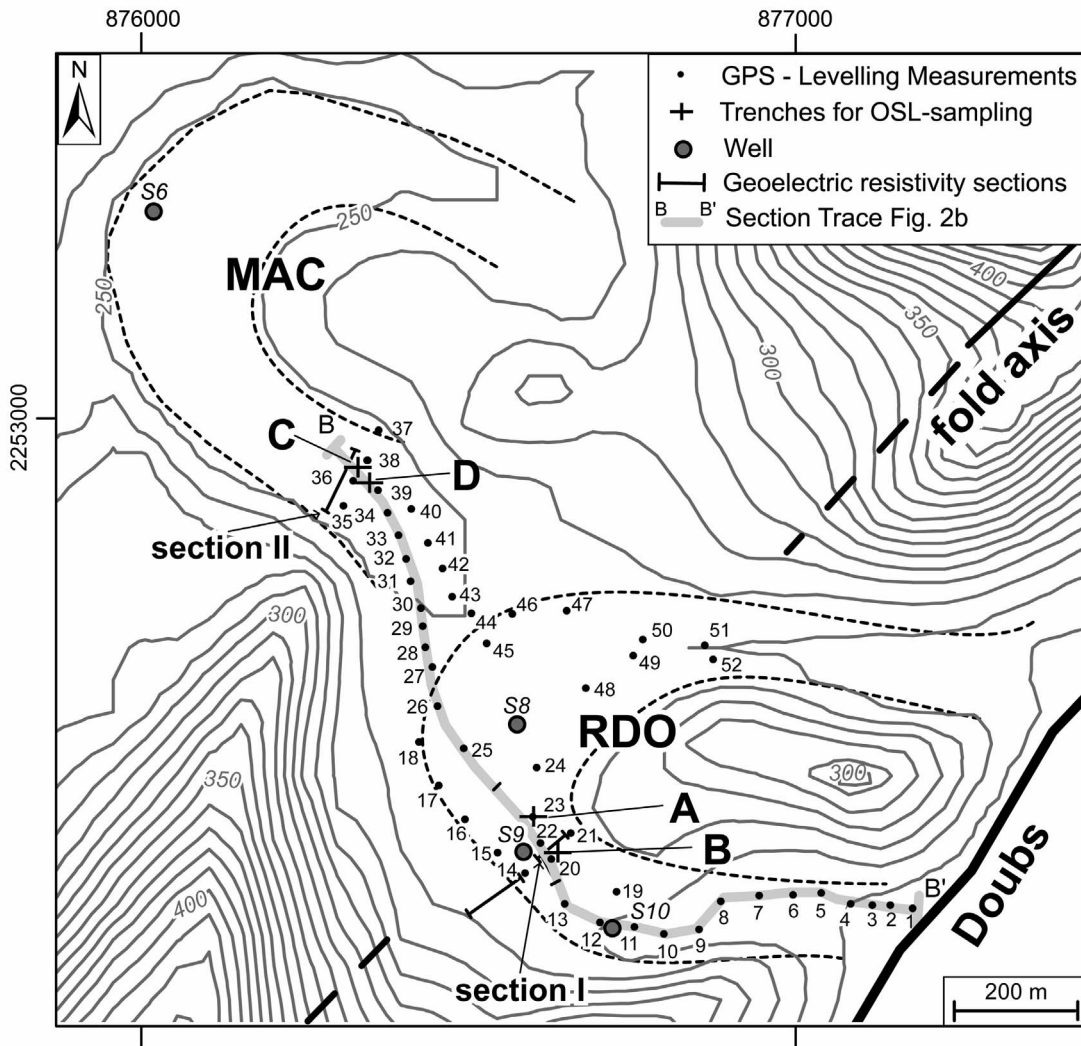 876000
877000
N
GPS - Levelling Measurements
Trenches for OSL-sampling
Well
Geoelectric resistivity sections
B B' Section Trace Fig. 2b
S6
250
250
MAC
400
350
300
fold axis
2253000
B
37
C
38
36
D
39
35
34
40
section II
33
41
32
42
31
43
30
44
46
47
29
45
50
51
28
49
52
27
300
48
26
S8
RDO
18
25
24
300
350
17
23
A
16
22
21
S9
15
B
20
14
19
400
S10
B'
13
12
11
10
9
8
7
6
5
4
3
2
1
Doubs
section I
200 m